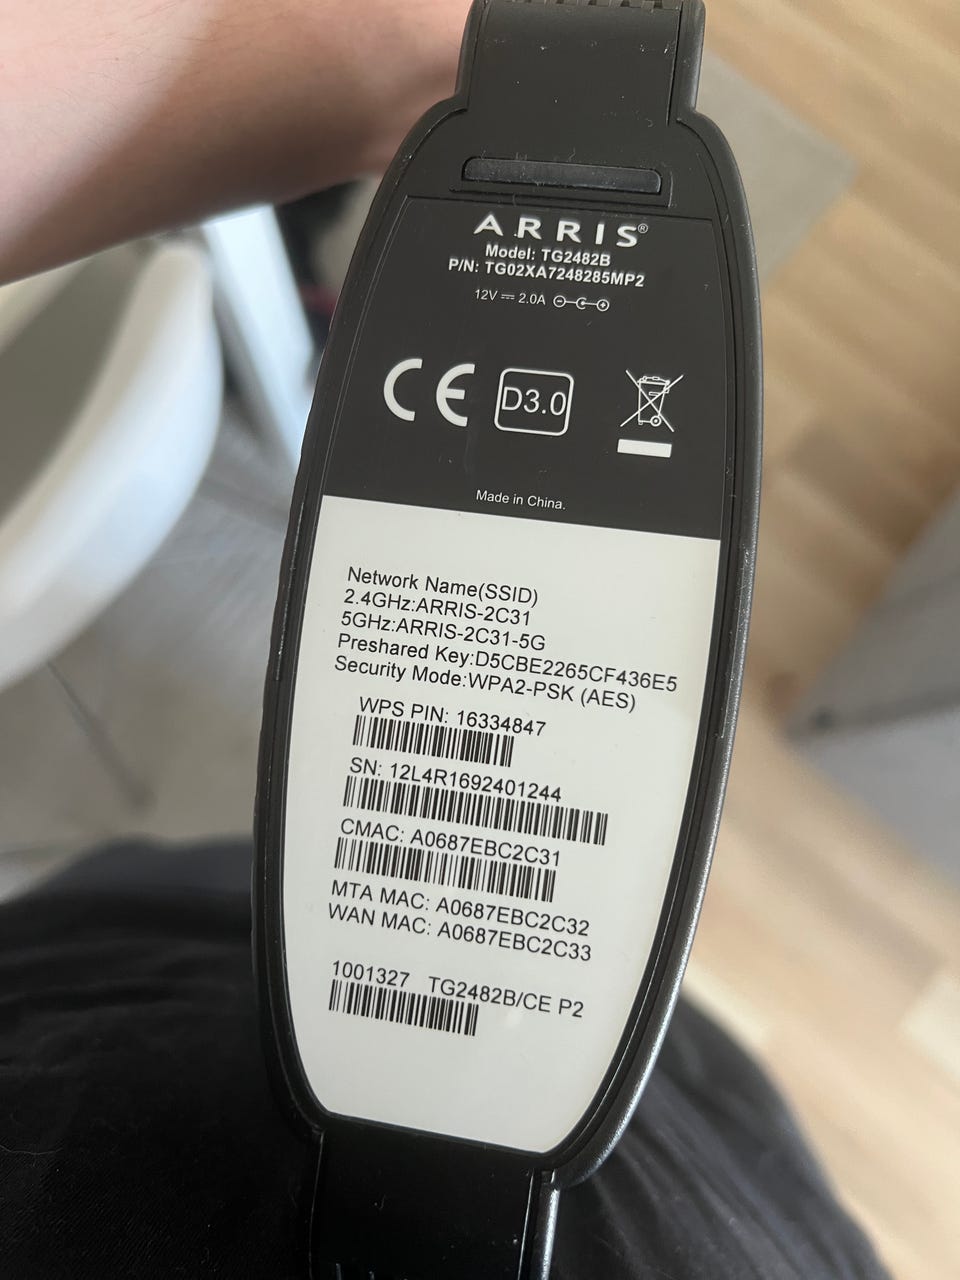 ARRIS®
Model: TG2482B
P/N: TG02XA7248285MP2
12V ⎓ 2.0A
CE
D3.0
Made in China.
Network Name(SSID)
2.4GHz:ARRIS-2C31
5GHz:ARRIS-2C31-5G
Preshared Key:D5CBE2265CF436E5
Security Mode:WPA2-PSK (AES)
WPS PIN: 16334847
SN: 12L4R1692401244
CMAC: A0687EBC2C31
MTA MAC: A0687EBC2C32
WAN MAC: A0687EBC2C33
1001327 TG2482B/CE P2